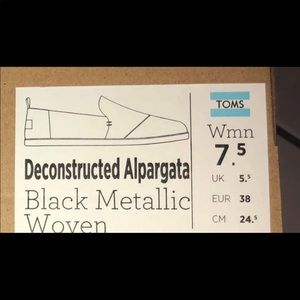 TOMS
Wmn
7.5
UK 5.5
EUR 38
CM 24.5
Deconstructed Alpargata
Black Metallic
Woven